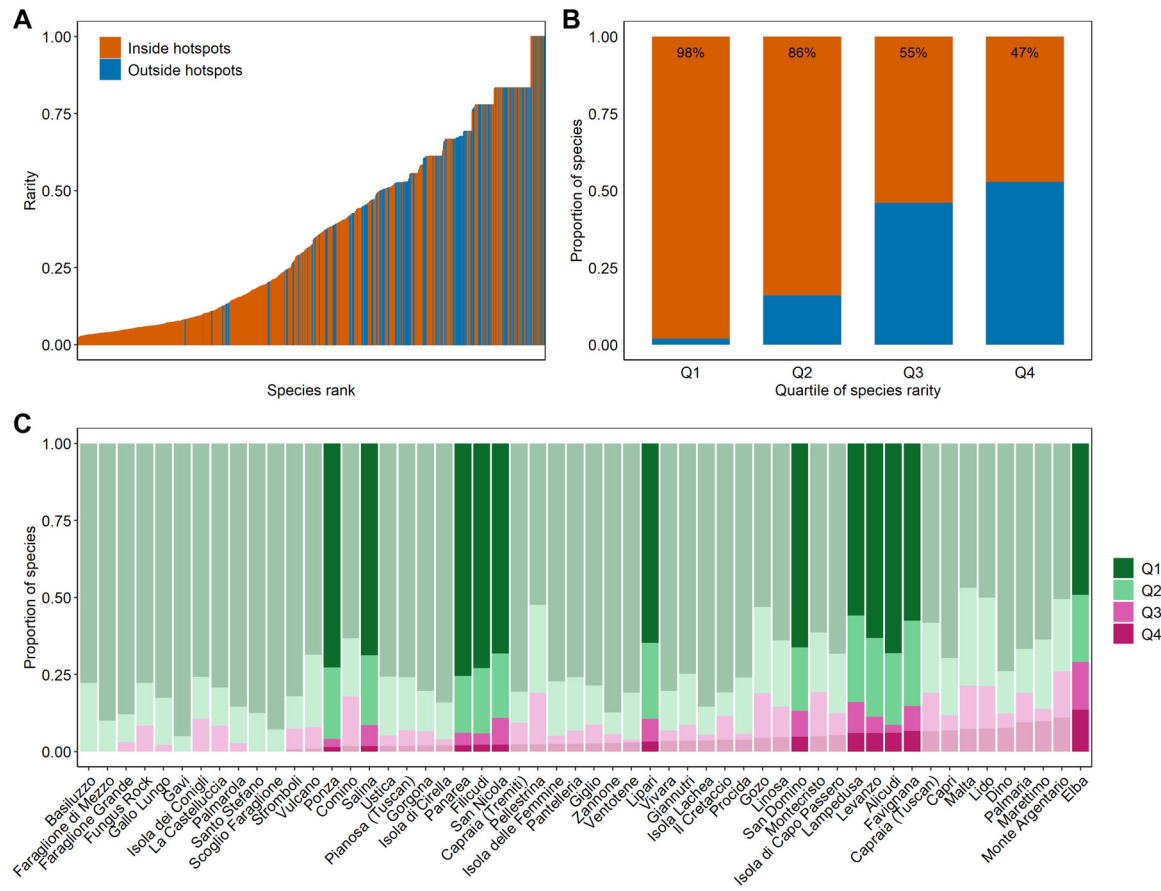 A
1.00
0.75
0.50
0.25
0.00
Rarity
Inside hotspots
Outside hotspots
Species rank
B
1.00
0.75
0.50
0.25
0.00
Proportion of species
98%
86%
55%
47%
Q1
Q2
Q3
Q4
Quartile of species rarity
C
1.00
0.75
0.50
0.25
0.00
Proportion of species
Basiluzzo
Faraglione di Mezzo
Faraglione Grande
Fungus Rock
Gallo Lungo
Gavi
Isola dei Conigli
La Castelluccia
Palmarola
Santo Stefano
Scoglio Faraglione
Stromboli
Vulcano
Ponza
Comino
Salina
Ustica
Pianosa (Tuscan)
Gorgona
Isola di Cirella
Panarea
Filicudi
San Nicola
Capraia (Tremiti)
Pellestrina
Isola delle Femmine
Pantelleria
Giglio
Zannone
Ventotene
Lipari
Vivara
Giannutri
Isola Lachea
Il Cretaccio
Procida
Gozo
Linosa
San Domino
Montecristo
Isola di Capo Passero
Lampedusa
Levanzo
Alicudi
Favignana
Capraia (Tuscan)
Capri
Malta
Lido
Dino
Palmaria
Marettimo
Monte Argentario
Elba
Q1
Q2
Q3
Q4